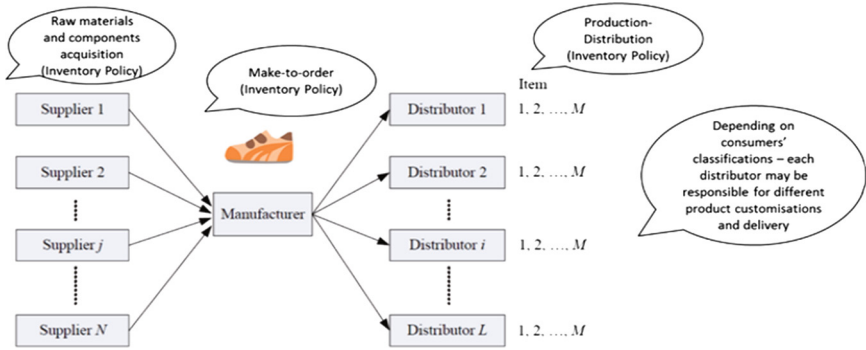 Raw materials
and components
acquisition
(Inventory Policy)
Make-to-order
(Inventory Policy)
Production-
Distribution
(Inventory Policy)
Item
Supplier 1
Distributor 1
1, 2, …, M
Supplier 2
Distributor 2
1, 2, …, M
Manufacturer
Supplier j
Distributor i
1, 2, …, M
Supplier N
Distributor L
1, 2, …, M
Depending on
consumers’
classifications – each
distributor may be
responsible for different
product customisations
and delivery